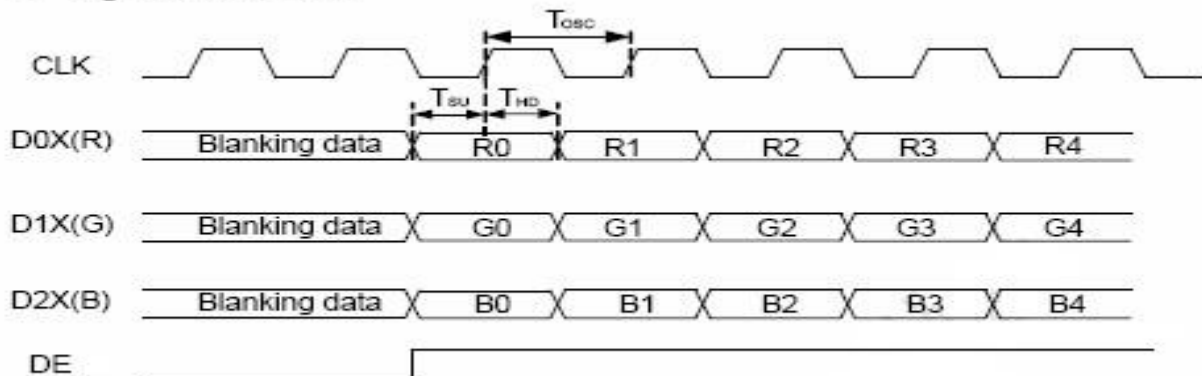 Tosc
CLK
TSU THD
D0X(R) Blanking data R0 R1 R2 R3 R4
D1X(G) Blanking data G0 G1 G2 G3 G4
D2X(B) Blanking data B0 B1 B2 B3 B4
DE